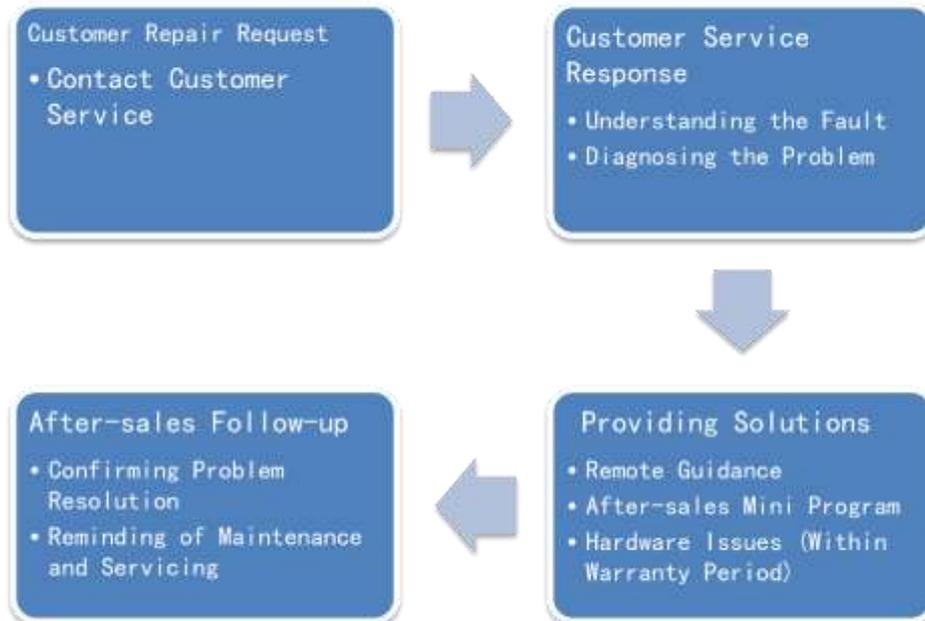 Customer Repair Request
• Contact Customer
Service
Customer Service
Response
• Understanding the Fault
• Diagnosing the Problem
Providing Solutions
• Remote Guidance
• After-sales Mini Program
• Hardware Issues (Within
Warranty Period)
After-sales Follow-up
• Confirming Problem
Resolution
• Reminding of Maintenance
and Servicing